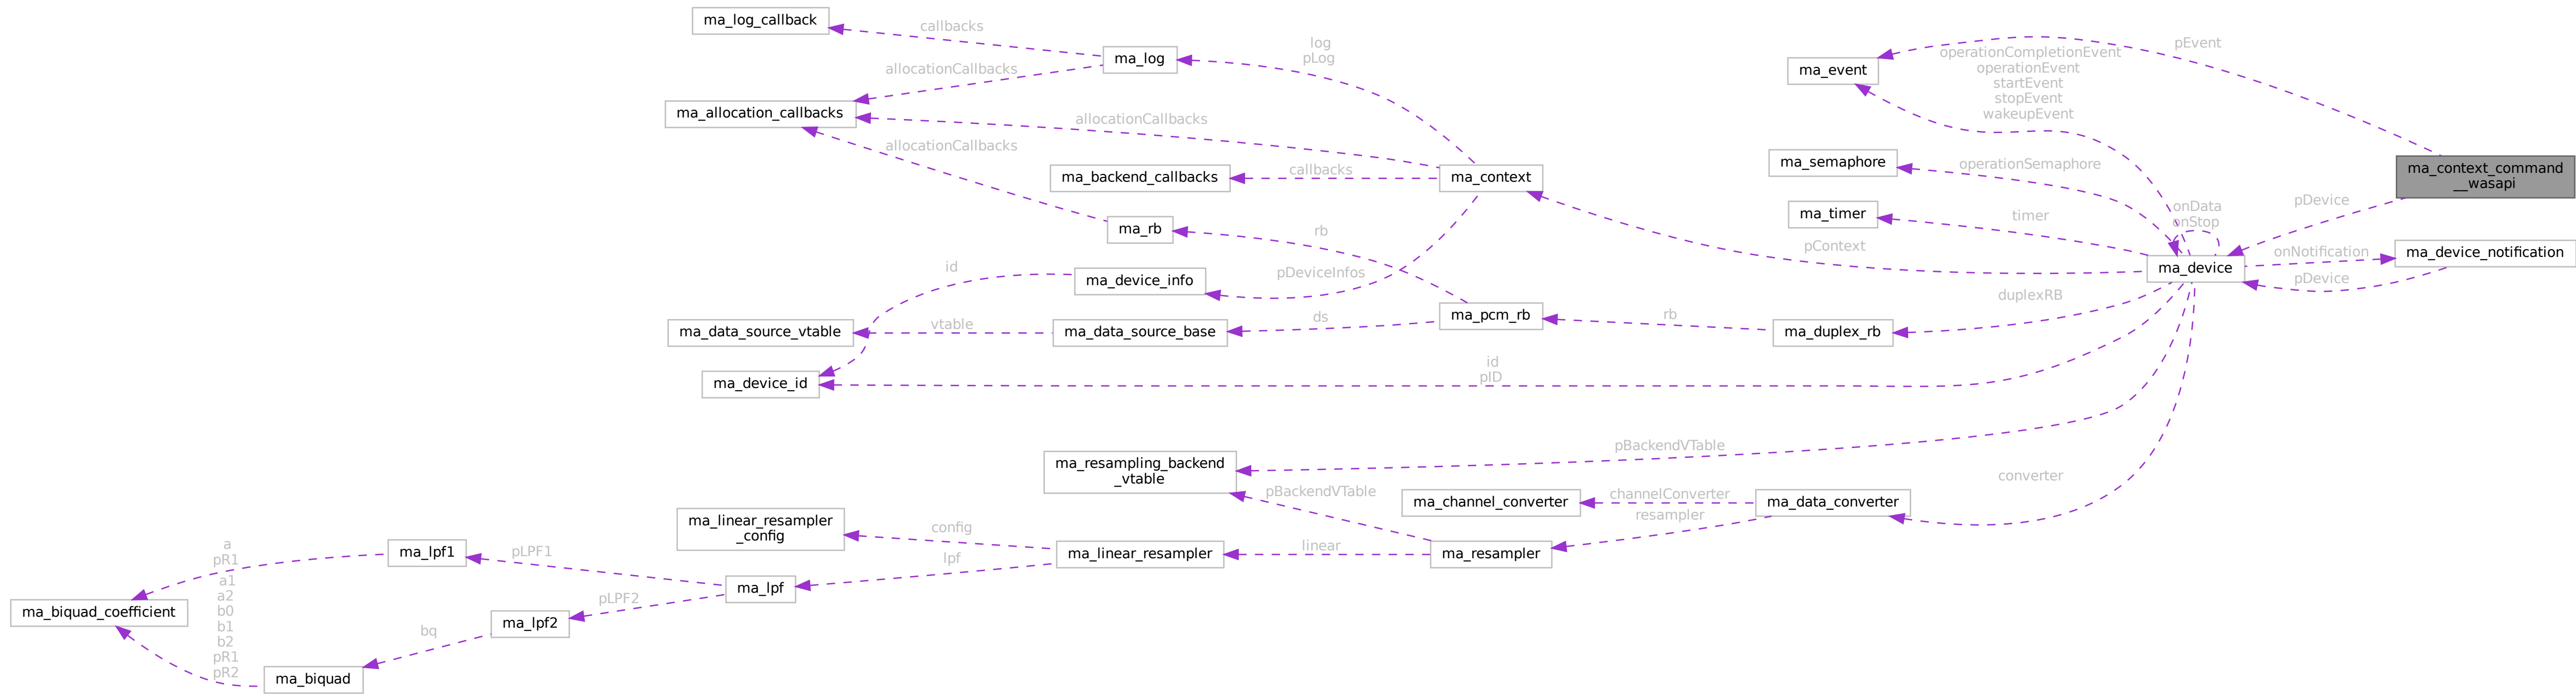 ma_log_callback
callbacks
ma_log
log
pLog
allocationCallbacks
ma_allocation_callbacks
allocationCallbacks
allocationCallbacks
ma_backend_callbacks
callbacks
ma_context
ma_rb
rb
id
ma_device_info
pDeviceInfos
ma_data_source_vtable
vtable
ma_data_source_base
ds
ma_pcm_rb
rb
ma_duplex_rb
duplexRB
ma_device_id
id
pID
pEvent
ma_event
operationCompletionEvent
operationEvent
startEvent
stopEvent
wakeupEvent
ma_semaphore
operationSemaphore
ma_timer
timer
pContext
ma_context_command
__wasapi
pDevice
onData
onStop
ma_device
onNotification
ma_device_notification
pDevice
pBackendVTable
ma_resampling_backend
_vtable
pBackendVTable
ma_channel_converter
channelConverter
ma_data_converter
converter
resampler
ma_linear_resampler
_config
config
ma_linear_resampler
linear
ma_resampler
lpf
ma_lpf
ma_lpf1
pLPF1
a
pR1
a1
a2
b0
b1
b2
pR1
pR2
ma_biquad_coefficient
pLPF2
ma_lpf2
bq
ma_biquad